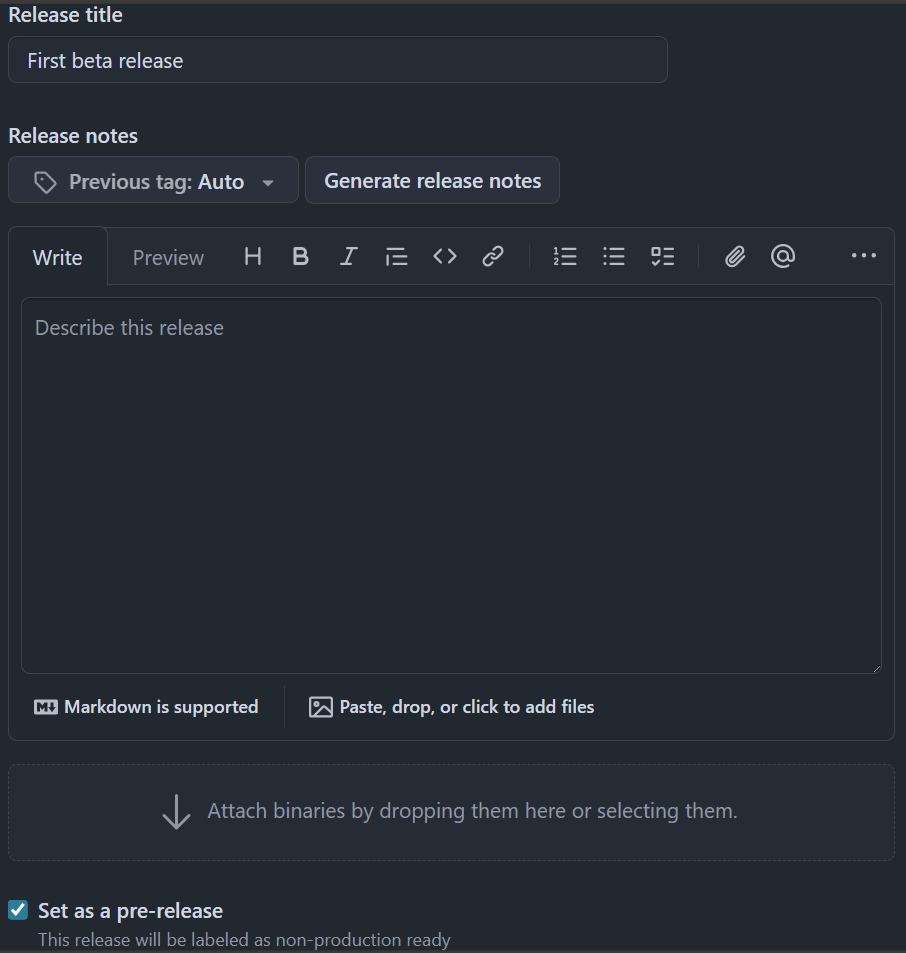 Release title
First beta release
Release notes
Previous tag: Auto
Generate release notes
Write
Preview
Describe this release
Markdown is supported
Paste, drop, or click to add files
Attach binaries by dropping them here or selecting them.
Set as a pre-release
This release will be labeled as non-production ready